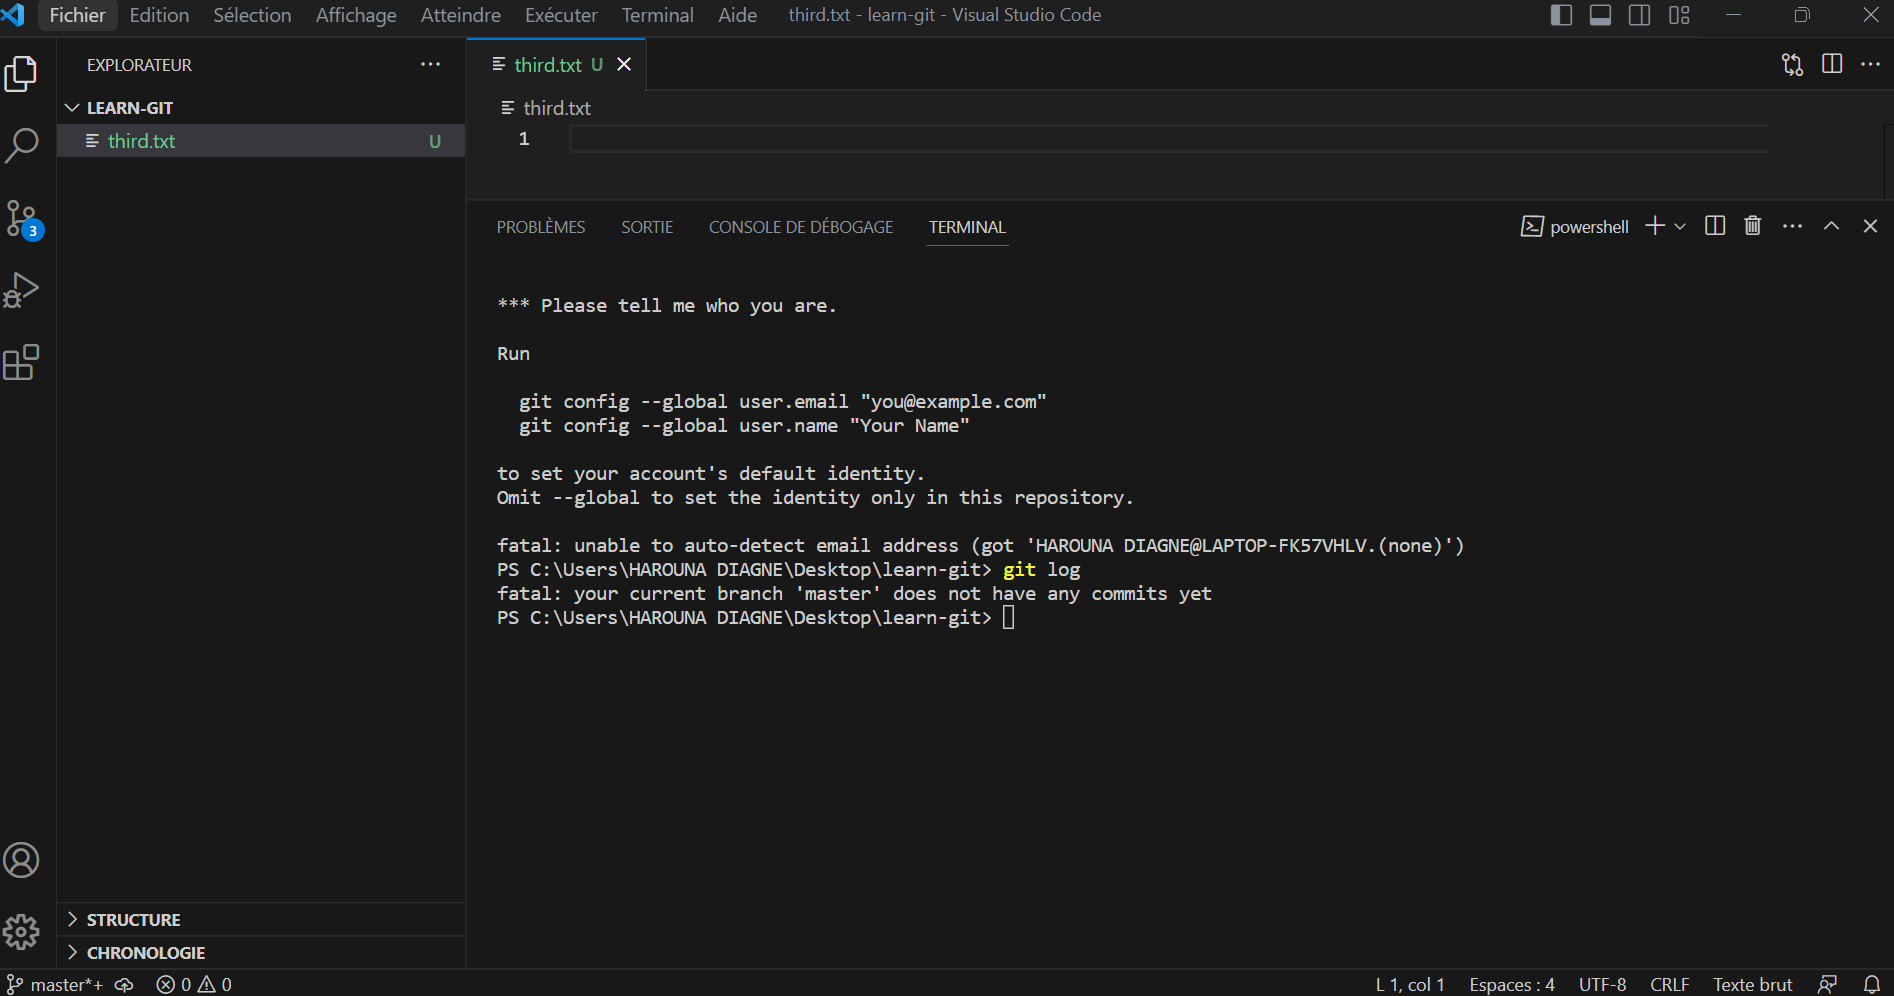 Fichier Edition Sélection Affichage Atteindre Exécuter Terminal Aide third.txt - learn-git - Visual Studio Code
EXPLORATEUR
LEARN-GIT
third.txt U
3
third.txt U
third.txt
1
PROBLÈMES SORTIE CONSOLE DE DÉBOGAGE TERMINAL powershell
*** Please tell me who you are.
Run
git config --global user.email "you@example.com"
git config --global user.name "Your Name"
to set your account's default identity.
Omit --global to set the identity only in this repository.
fatal: unable to auto-detect email address (got 'HAROUNA DIAGNE@LAPTOP-FK57VHLV.(none)')
PS C:\Users\HAROUNA DIAGNE\Desktop\learn-git> git log
fatal: your current branch 'master' does not have any commits yet
PS C:\Users\HAROUNA DIAGNE\Desktop\learn-git>
STRUCTURE
CHRONOLOGIE
master*+ 0 0 L 1, col 1 Espaces : 4 UTF-8 CRLF Texte brut